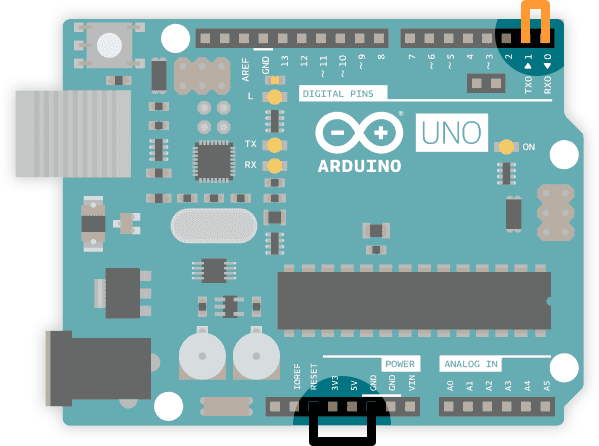 AREF
GND
13
12
~11
~10
~9
8
7
~6
~5
4
~3
2
TX0▶1
RX0◀0
L
DIGITAL PINS
TX
RX
ON
UNO
ARDUINO
®
POWER
ANALOG IN
IOREF
RESET
3V3
5V
GND
GND
VIN
A0
A1
A2
A3
A4
A5